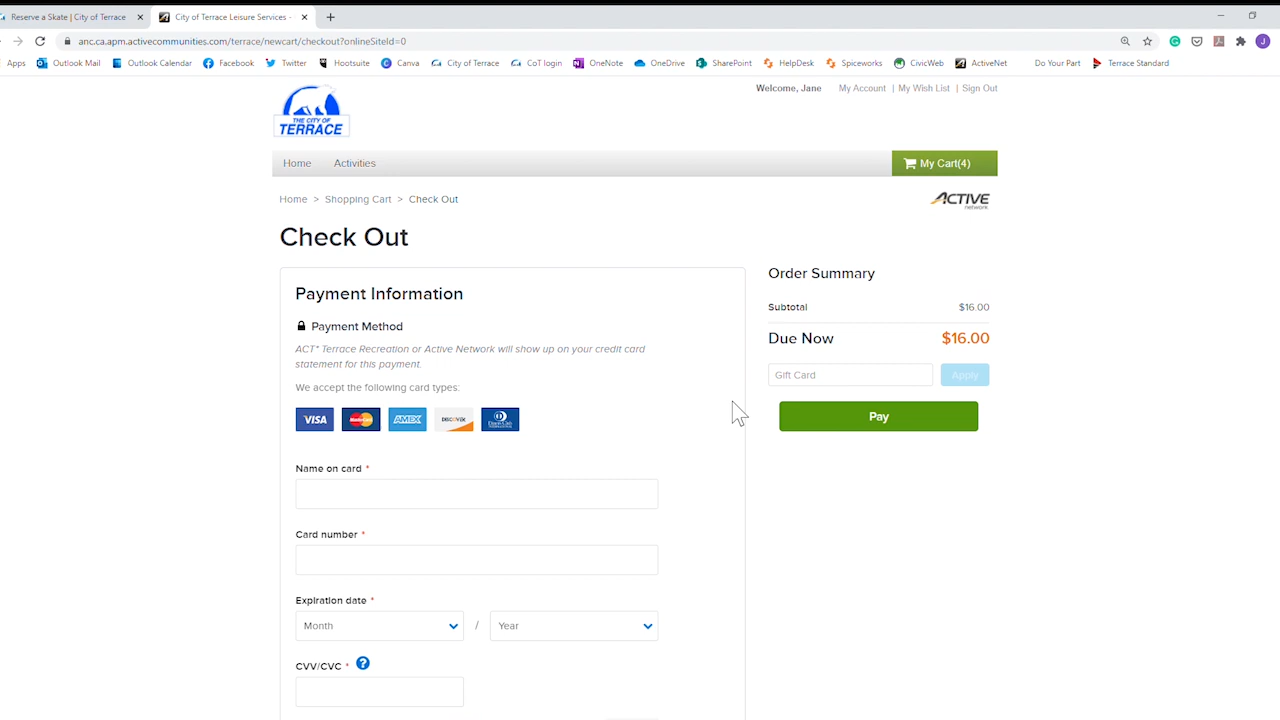 Reserve a Skate | City of Terrace
City of Terrace Leisure Services -
anc.ca.apm.activecommunities.com/terrace/newcart/checkout?onlineSiteId=0
J
Apps Outlook Mail Outlook Calendar Facebook Twitter Hootsuite Canva City of Terrace CoT login OneNote OneDrive SharePoint HelpDesk Spiceworks CivicWeb ActiveNet Do Your Part Terrace Standard
THE CITY OF
TERRACE
Welcome, Jane My Account | My Wish List | Sign Out
Home Activities
My Cart(4)
Home > Shopping Cart > Check Out
ACTIVE
network
Check Out
Payment Information
Payment Method
ACT* Terrace Recreation or Active Network will show up on your credit card
statement for this payment.
We accept the following card types:
VISA
MasterCard
AMEX
DISCOVER
Diners Club
Name on card *
Card number *
Expiration date *
Month / Year
CVV/CVC * ?
Order Summary
Subtotal $16.00
Due Now $16.00
Gift Card Apply
Pay